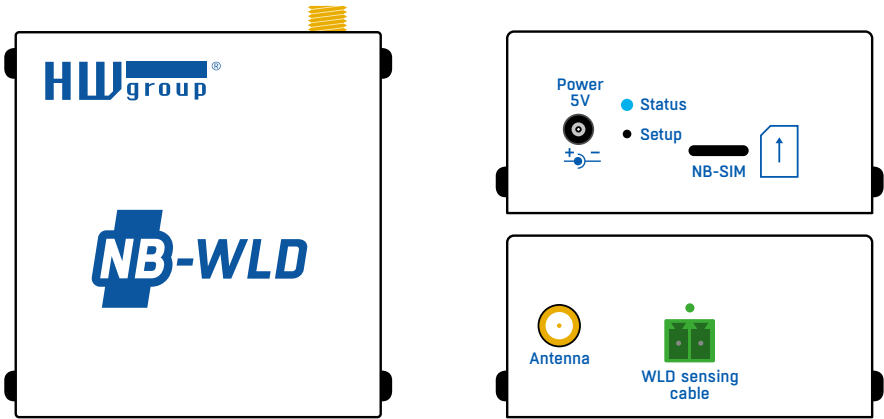 HW group ®
NB-WLD
Power
5V
Status
Setup
+ −
NB-SIM
Antenna
WLD sensing
cable